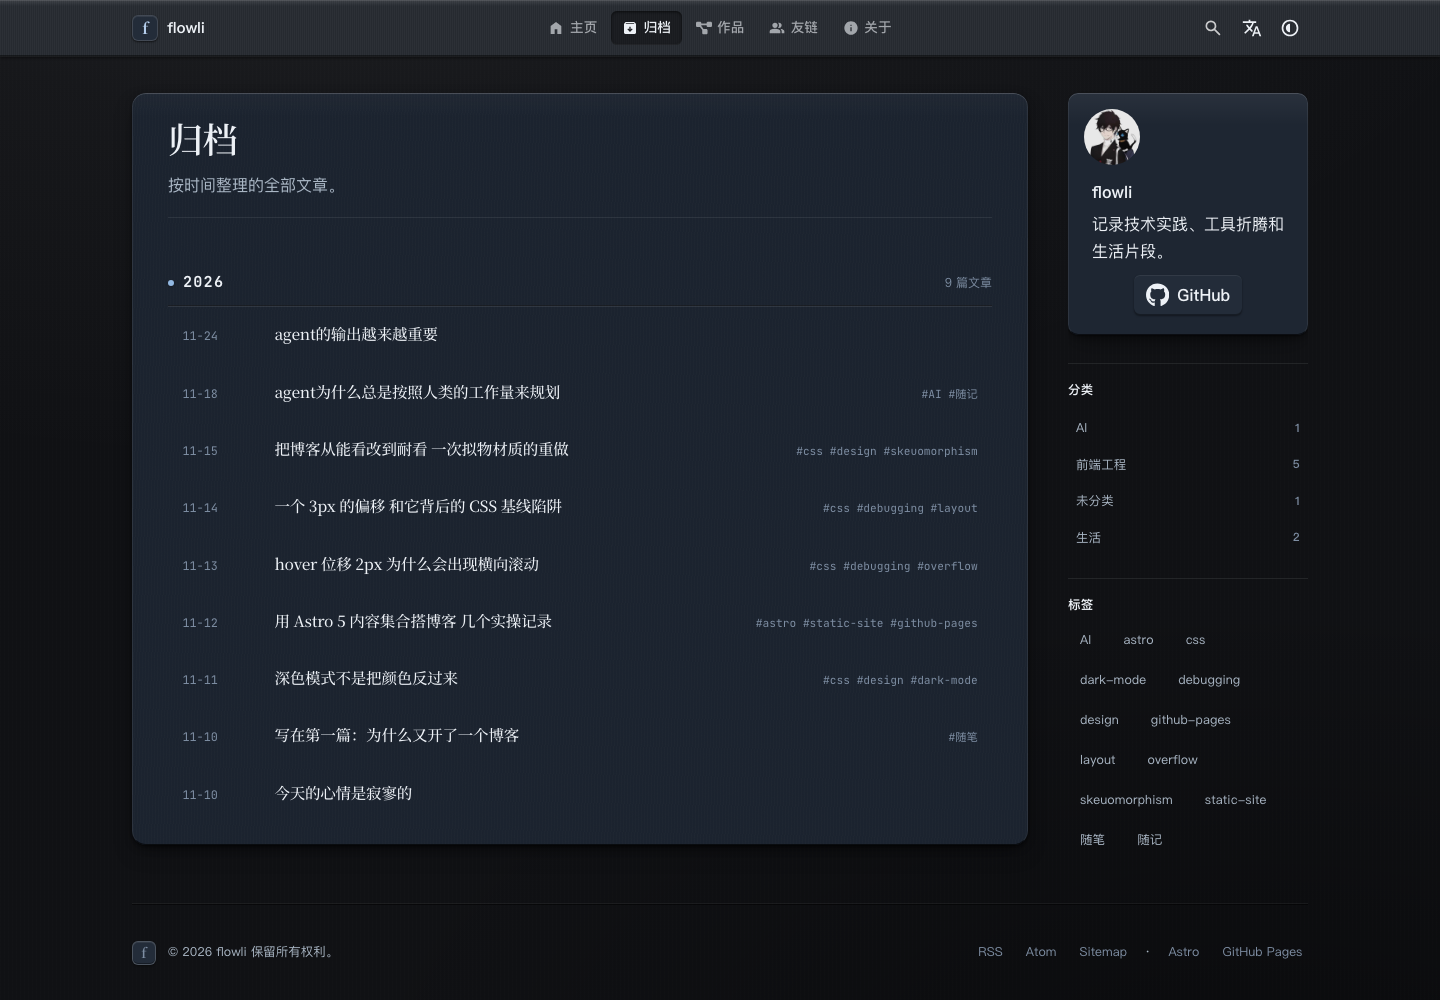 f flowli 主页 归档 作品 友链 关于
归档
按时间整理的全部文章。
2026 9 篇文章
11-24 agent的输出越来越重要
11-18 agent为什么总是按照人类的工作量来规划 #AI #随记
11-15 把博客从能看改到耐看 一次拟物材质的重做 #css #design #skeuomorphism
11-14 一个 3px 的偏移 和它背后的 CSS 基线陷阱 #css #debugging #layout
11-13 hover 位移 2px 为什么会出现横向滚动 #css #debugging #overflow
11-12 用 Astro 5 内容集合搭博客 几个实操记录 #astro #static-site #github-pages
11-11 深色模式不是把颜色反过来 #css #design #dark-mode
11-10 写在第一篇：为什么又开了一个博客 #随笔
11-10 今天的心情是寂寥的
flowli
记录技术实践、工具折腾和
生活片段。
GitHub
分类
AI 1
前端工程 5
未分类 1
生活 2
标签
AI astro css
dark-mode debugging
design github-pages
layout overflow
skeuomorphism static-site
随笔 随记
f © 2026 flowli 保留所有权利。 RSS Atom Sitemap · Astro GitHub Pages